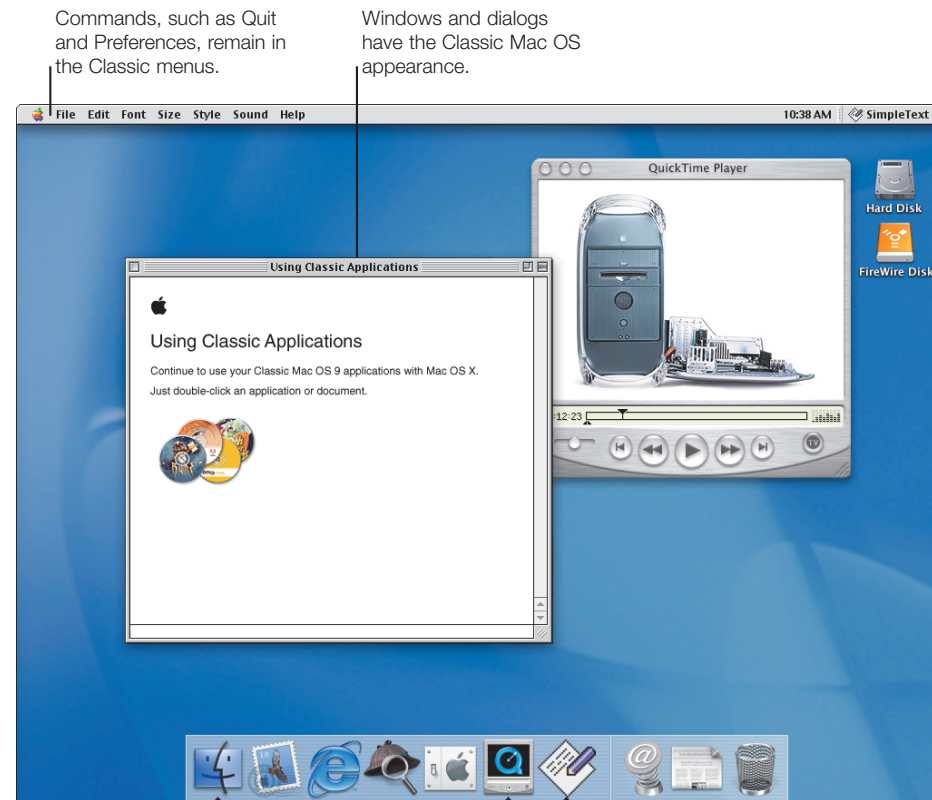 Commands, such as Quit
and Preferences, remain in
the Classic menus.
Windows and dialogs
have the Classic Mac OS
appearance.
File Edit Font Size Style Sound Help
10:38 AM SimpleText
QuickTime Player
Hard Disk
FireWire Disk
:12:23
TV
Using Classic Applications
Using Classic Applications
Continue to use your Classic Mac OS 9 applications with Mac OS X.
Just double-click an application or document.